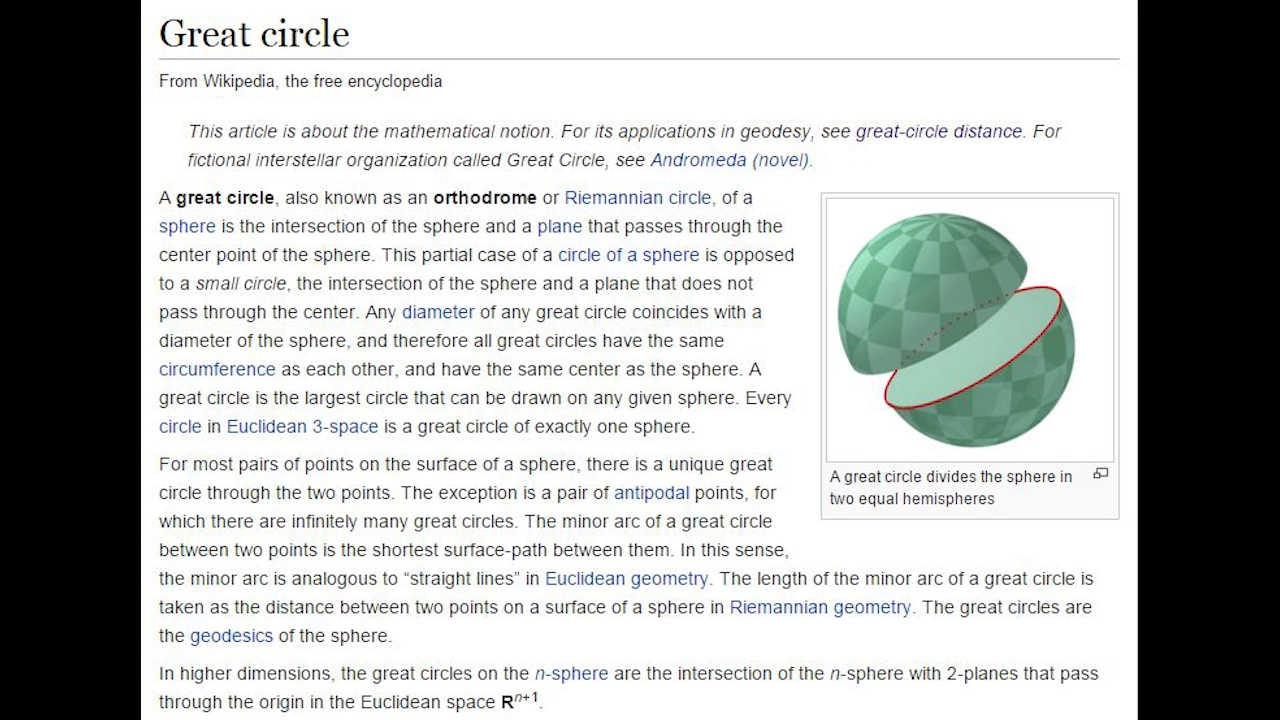 Great circle
From Wikipedia, the free encyclopedia
This article is about the mathematical notion. For its applications in geodesy, see great-circle distance. For
fictional interstellar organization called Great Circle, see Andromeda (novel).
A great circle, also known as an orthodrome or Riemannian circle, of a
sphere is the intersection of the sphere and a plane that passes through the
center point of the sphere. This partial case of a circle of a sphere is opposed
to a small circle, the intersection of the sphere and a plane that does not
pass through the center. Any diameter of any great circle coincides with a
diameter of the sphere, and therefore all great circles have the same
circumference as each other, and have the same center as the sphere. A
great circle is the largest circle that can be drawn on any given sphere. Every
circle in Euclidean 3-space is a great circle of exactly one sphere.
A great circle divides the sphere in
two equal hemispheres
For most pairs of points on the surface of a sphere, there is a unique great
circle through the two points. The exception is a pair of antipodal points, for
which there are infinitely many great circles. The minor arc of a great circle
between two points is the shortest surface-path between them. In this sense,
the minor arc is analogous to “straight lines” in Euclidean geometry. The length of the minor arc of a great circle is
taken as the distance between two points on a surface of a sphere in Riemannian geometry. The great circles are
the geodesics of the sphere.
In higher dimensions, the great circles on the n-sphere are the intersection of the n-sphere with 2-planes that pass
through the origin in the Euclidean space Rⁿ⁺¹.